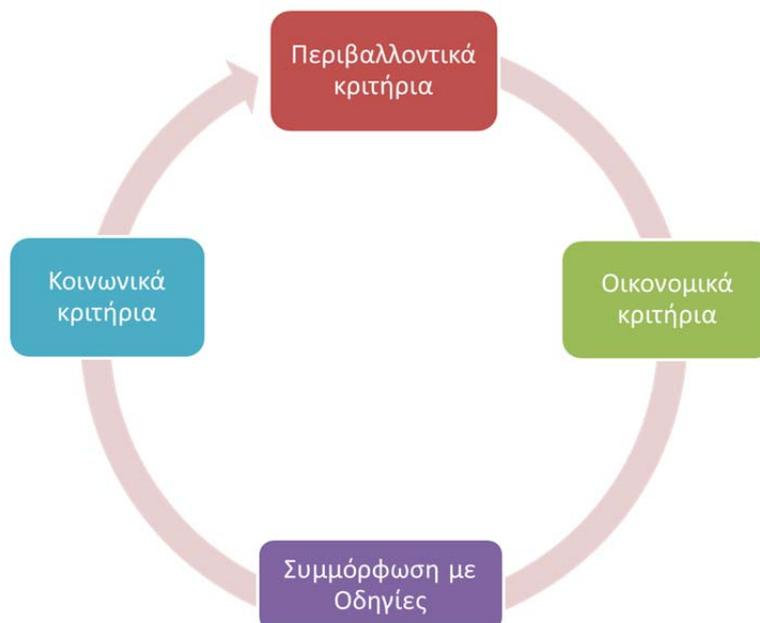 Περιβαλλοντικά
κριτήρια
Οικονομικά
κριτήρια
Συμμόρφωση με
Οδηγίες
Κοινωνικά
κριτήρια